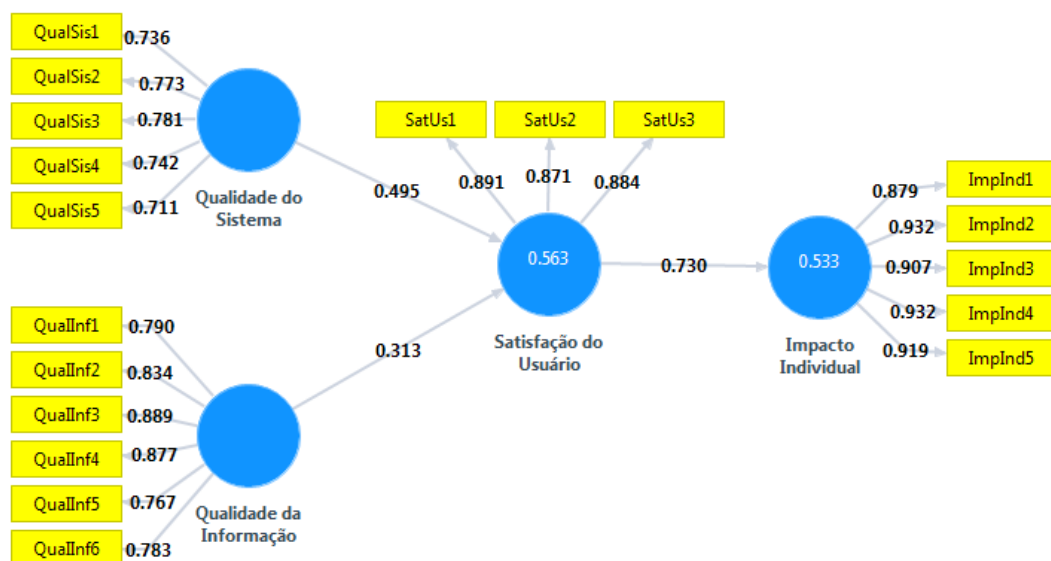 QualSis1 0.736
QualSis2 0.773
QualSis3 0.781
QualSis4 0.742
QualSis5 0.711
Qualidade do
Sistema
SatUs1 SatUs2 SatUs3
0.891 0.871 0.884
0.495
0.563
Satisfação do
Usuário
0.730
0.533
Impacto
Individual
0.879 ImpInd1
0.932 ImpInd2
0.907 ImpInd3
0.932 ImpInd4
0.919 ImpInd5
QualInf1 0.790
QualInf2 0.834
QualInf3 0.889
QualInf4 0.877
QualInf5 0.767
QualInf6 0.783
Qualidade da
Informação
0.313